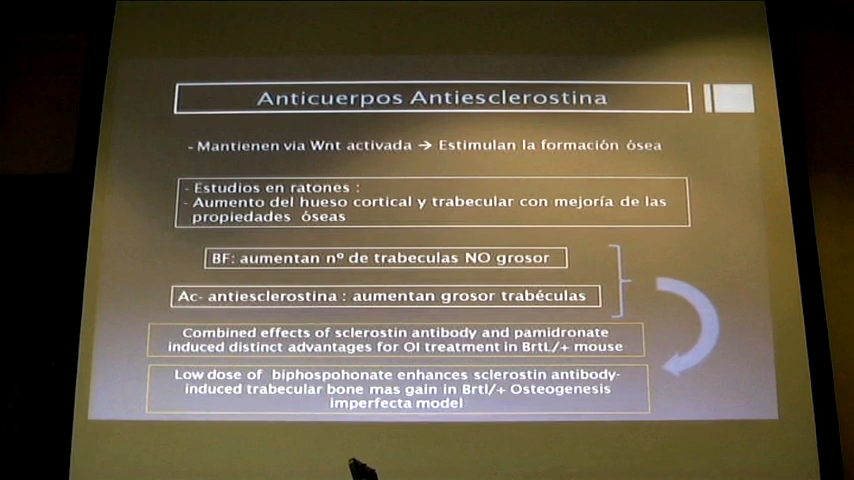 Anticuerpos Antiesclerostina
- Mantienen via Wnt activada → Estimulan la formación ósea
- Estudios en ratones :
- Aumento del hueso cortical y trabecular con mejoría de las
propiedades óseas
BF: aumentan nº de trabeculas NO grosor
Ac- antiesclerostina : aumentan grosor trabéculas
Combined effects of sclerostin antibody and pamidronate
induced distinct advantages for OI treatment in BrtL/+ mouse
Low dose of biphospohonate enhances sclerostin antibody-
induced trabecular bone mas gain in Brtl/+ Osteogenesis
imperfecta model